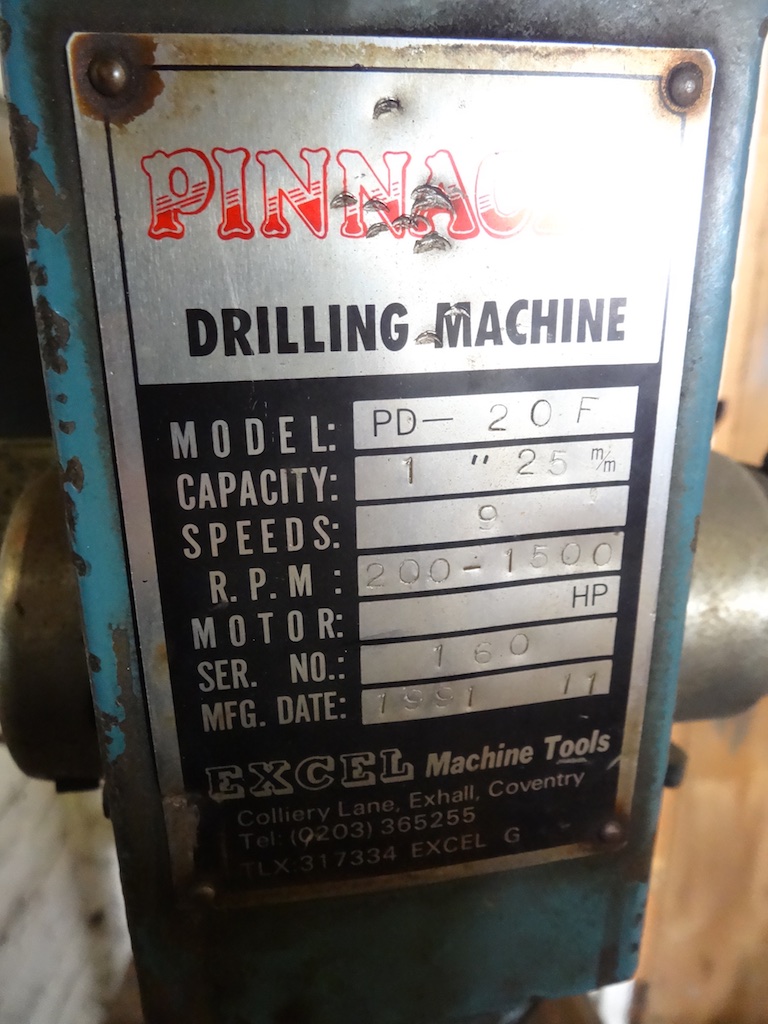 PINNAC
DRILLING MACHINE
MODEL: PD- 20F
CAPACITY: 1 " 25 m/m
SPEEDS: 9
R.P.M : 200-1500
MOTOR: HP
SER. NO.: 160
MFG. DATE: 1991 11
EXCEL Machine Tools
Colliery Lane, Exhall, Coventry
Tel: (0203) 365255
TLX:317334 EXCEL G